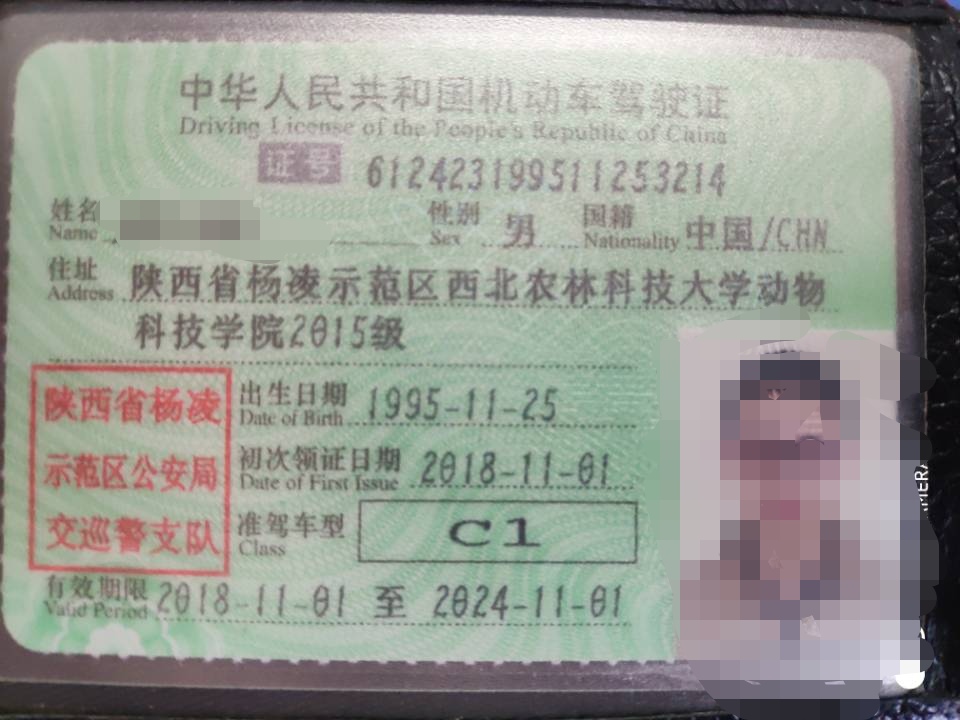 中华人民共和国机动车驾驶证
Driving License of the People's Republic of China
证号 612423199511253214
姓名 性别 男 国籍 中国/CHN
Name Sex Nationality
住址 陕西省杨凌示范区西北农林科技大学动物
Address
科技学院2015级
陕西省杨凌
示范区公安局
交巡警支队
出生日期 1995-11-25
Date of Birth
初次领证日期 2018-11-01
Date of First Issue
准驾车型 C1
Class
有效期限 2018-11-01 至 2024-11-01
Valid Period